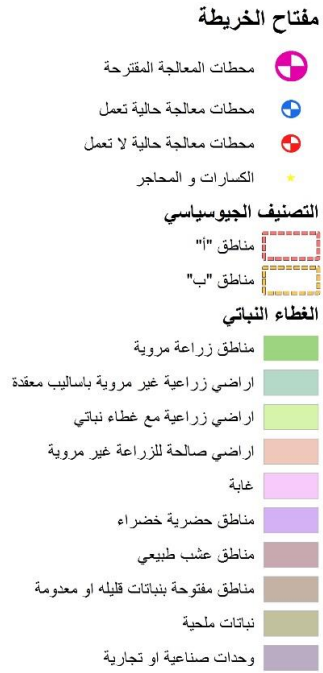 مفتاح الخريطة
محطات المعالجة المقترحة
محطات معالجة حالية تعمل
محطات معالجة حالية لا تعمل
الكسارات و المحاجر
التصنيف الجيوسياسي
مناطق "أ"
مناطق "ب"
الغطاء النباتي
مناطق زراعة مروية
اراضي زراعية غير مروية باساليب معقدة
اراضي زراعية مع غطاء نباتي
اراضي صالحة للزراعة غير مروية
غابة
مناطق حضرية خضراء
مناطق عشب طبيعي
مناطق مفتوحة بنباتات قليله او معدومة
نباتات ملحية
وحدات صناعية او تجارية